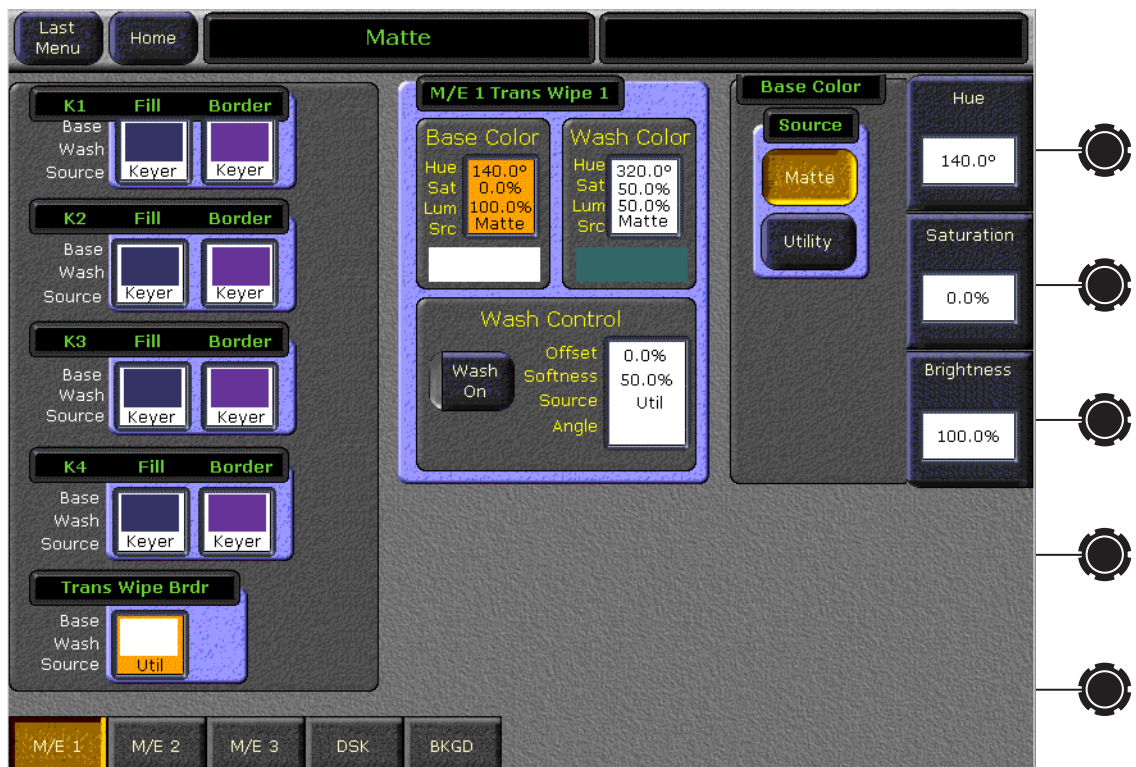 Last Menu
Home
Matte
K1 Fill Border
Base
Wash
Source Keyer Keyer
K2 Fill Border
Base
Wash
Source Keyer Keyer
K3 Fill Border
Base
Wash
Source Keyer Keyer
K4 Fill Border
Base
Wash
Source Keyer Keyer
Trans Wipe Brdr
Base
Wash
Source Util
M/E 1 Trans Wipe 1
Base Color
Hue 140.0º
Sat 0.0%
Lum 100.0%
Src Matte
Wash Color
Hue 320.0º
Sat 50.0%
Lum 50.0%
Src Matte
Wash Control
Wash On
Offset 0.0%
Softness 50.0%
Source Util
Angle
Base Color
Source
Matte
Utility
Hue
140.0º
Saturation
0.0%
Brightness
100.0%
M/E 1 M/E 2 M/E 3 DSK BKGD